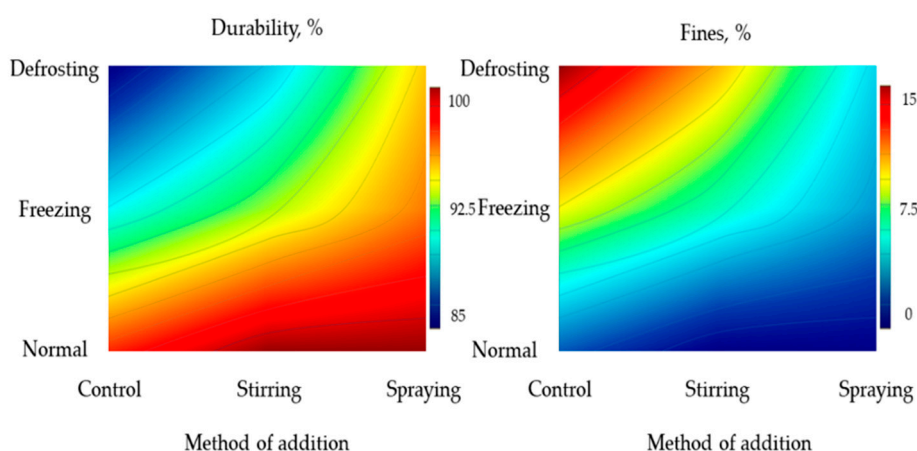 Durability, %
Defrosting
Freezing
Normal
100
92.5
85
Control Stirring Spraying
Method of addition
Fines, %
Defrosting
Freezing
Normal
15
7.5
0
Control Stirring Spraying
Method of addition